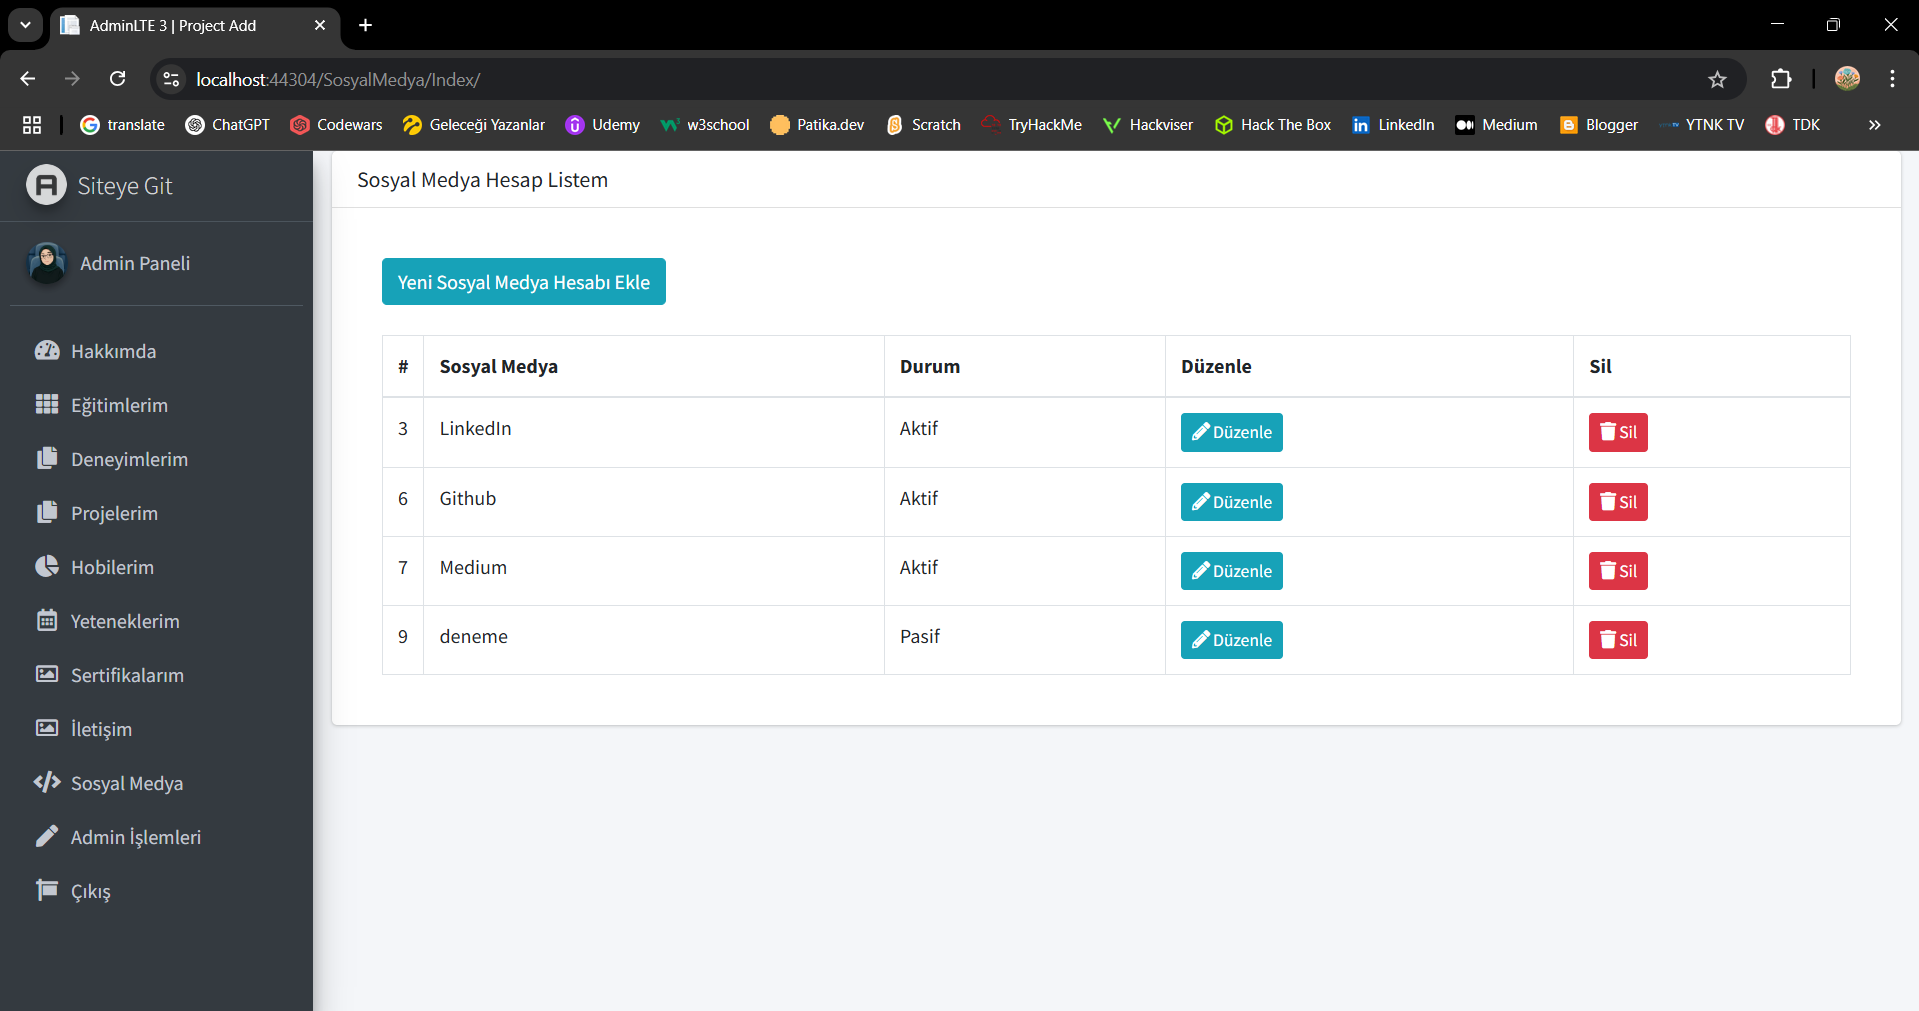 AdminLTE 3 | Project Add
localhost:44304/SosyalMedya/Index/
translate ChatGPT Codewars Geleceği Yazanlar Udemy w3school Patika.dev Scratch TryHackMe Hackviser Hack The Box LinkedIn Medium Blogger YTNK TV TDK
Siteye Git
Admin Paneli
Hakkımda
Eğitimlerim
Deneyimlerim
Projelerim
Hobilerim
Yeteneklerim
Sertifikalarım
İletişim
Sosyal Medya
Admin İşlemleri
Çıkış
Sosyal Medya Hesap Listem
Yeni Sosyal Medya Hesabı Ekle
# Sosyal Medya Durum Düzenle Sil
3 LinkedIn Aktif Düzenle Sil
6 Github Aktif Düzenle Sil
7 Medium Aktif Düzenle Sil
9 deneme Pasif Düzenle Sil